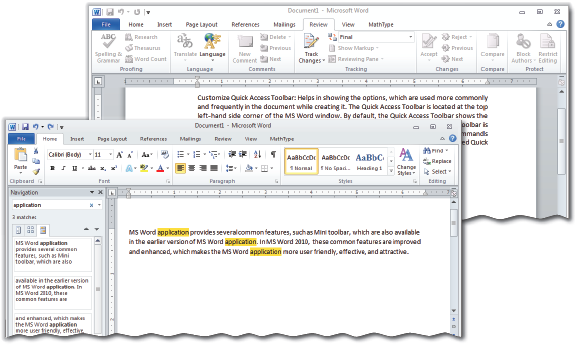 Document1 - Microsoft Word
File Home Insert Page Layout References Mailings Review View MathType
ABC Research Thesaurus Word Count Spelling & Grammar
Translate Language
New Comment Delete Previous Next
Track Changes Final Show Markup Reviewing Pane
Accept Reject Previous Next
Compare
Block Authors Restrict Editing
Proofing Language Comments Tracking Changes Compare Protect
Customize Quick Access Toolbar: Helps in showing the options, which are used more commonly
and frequently in the document while creating it. The Quick Access Toolbar is located at the top
left-hand side corner of the MS Word window. By default, the Quick Access Toolbar shows the
olbar is
mmands
ed Quick
Document1 - Microsoft Word
File Home Insert Page Layout References Mailings Review View MathType
Paste
Calibri (Body) 11
AaBbCcDc AaBbCcDc AaBbC
¶ Normal ¶ No Spaci... Heading 1
Change Styles
Find
Replace
Select
Clipboard Font Paragraph Styles Editing
Navigation
application
3 matches
MS Word application
provides several common
features, such as Mini
toolbar, which are also
available in the earlier version
of MS Word application. In
MS Word 2010, these
common features are
and enhanced, which makes
the MS Word application
more user friendly, effective,
MS Word application provides several common features, such as Mini toolbar, which are also available
in the earlier version of MS Word application. In MS Word 2010, these common features are improved
and enhanced, which makes the MS Word application more user friendly, effective, and attractive.